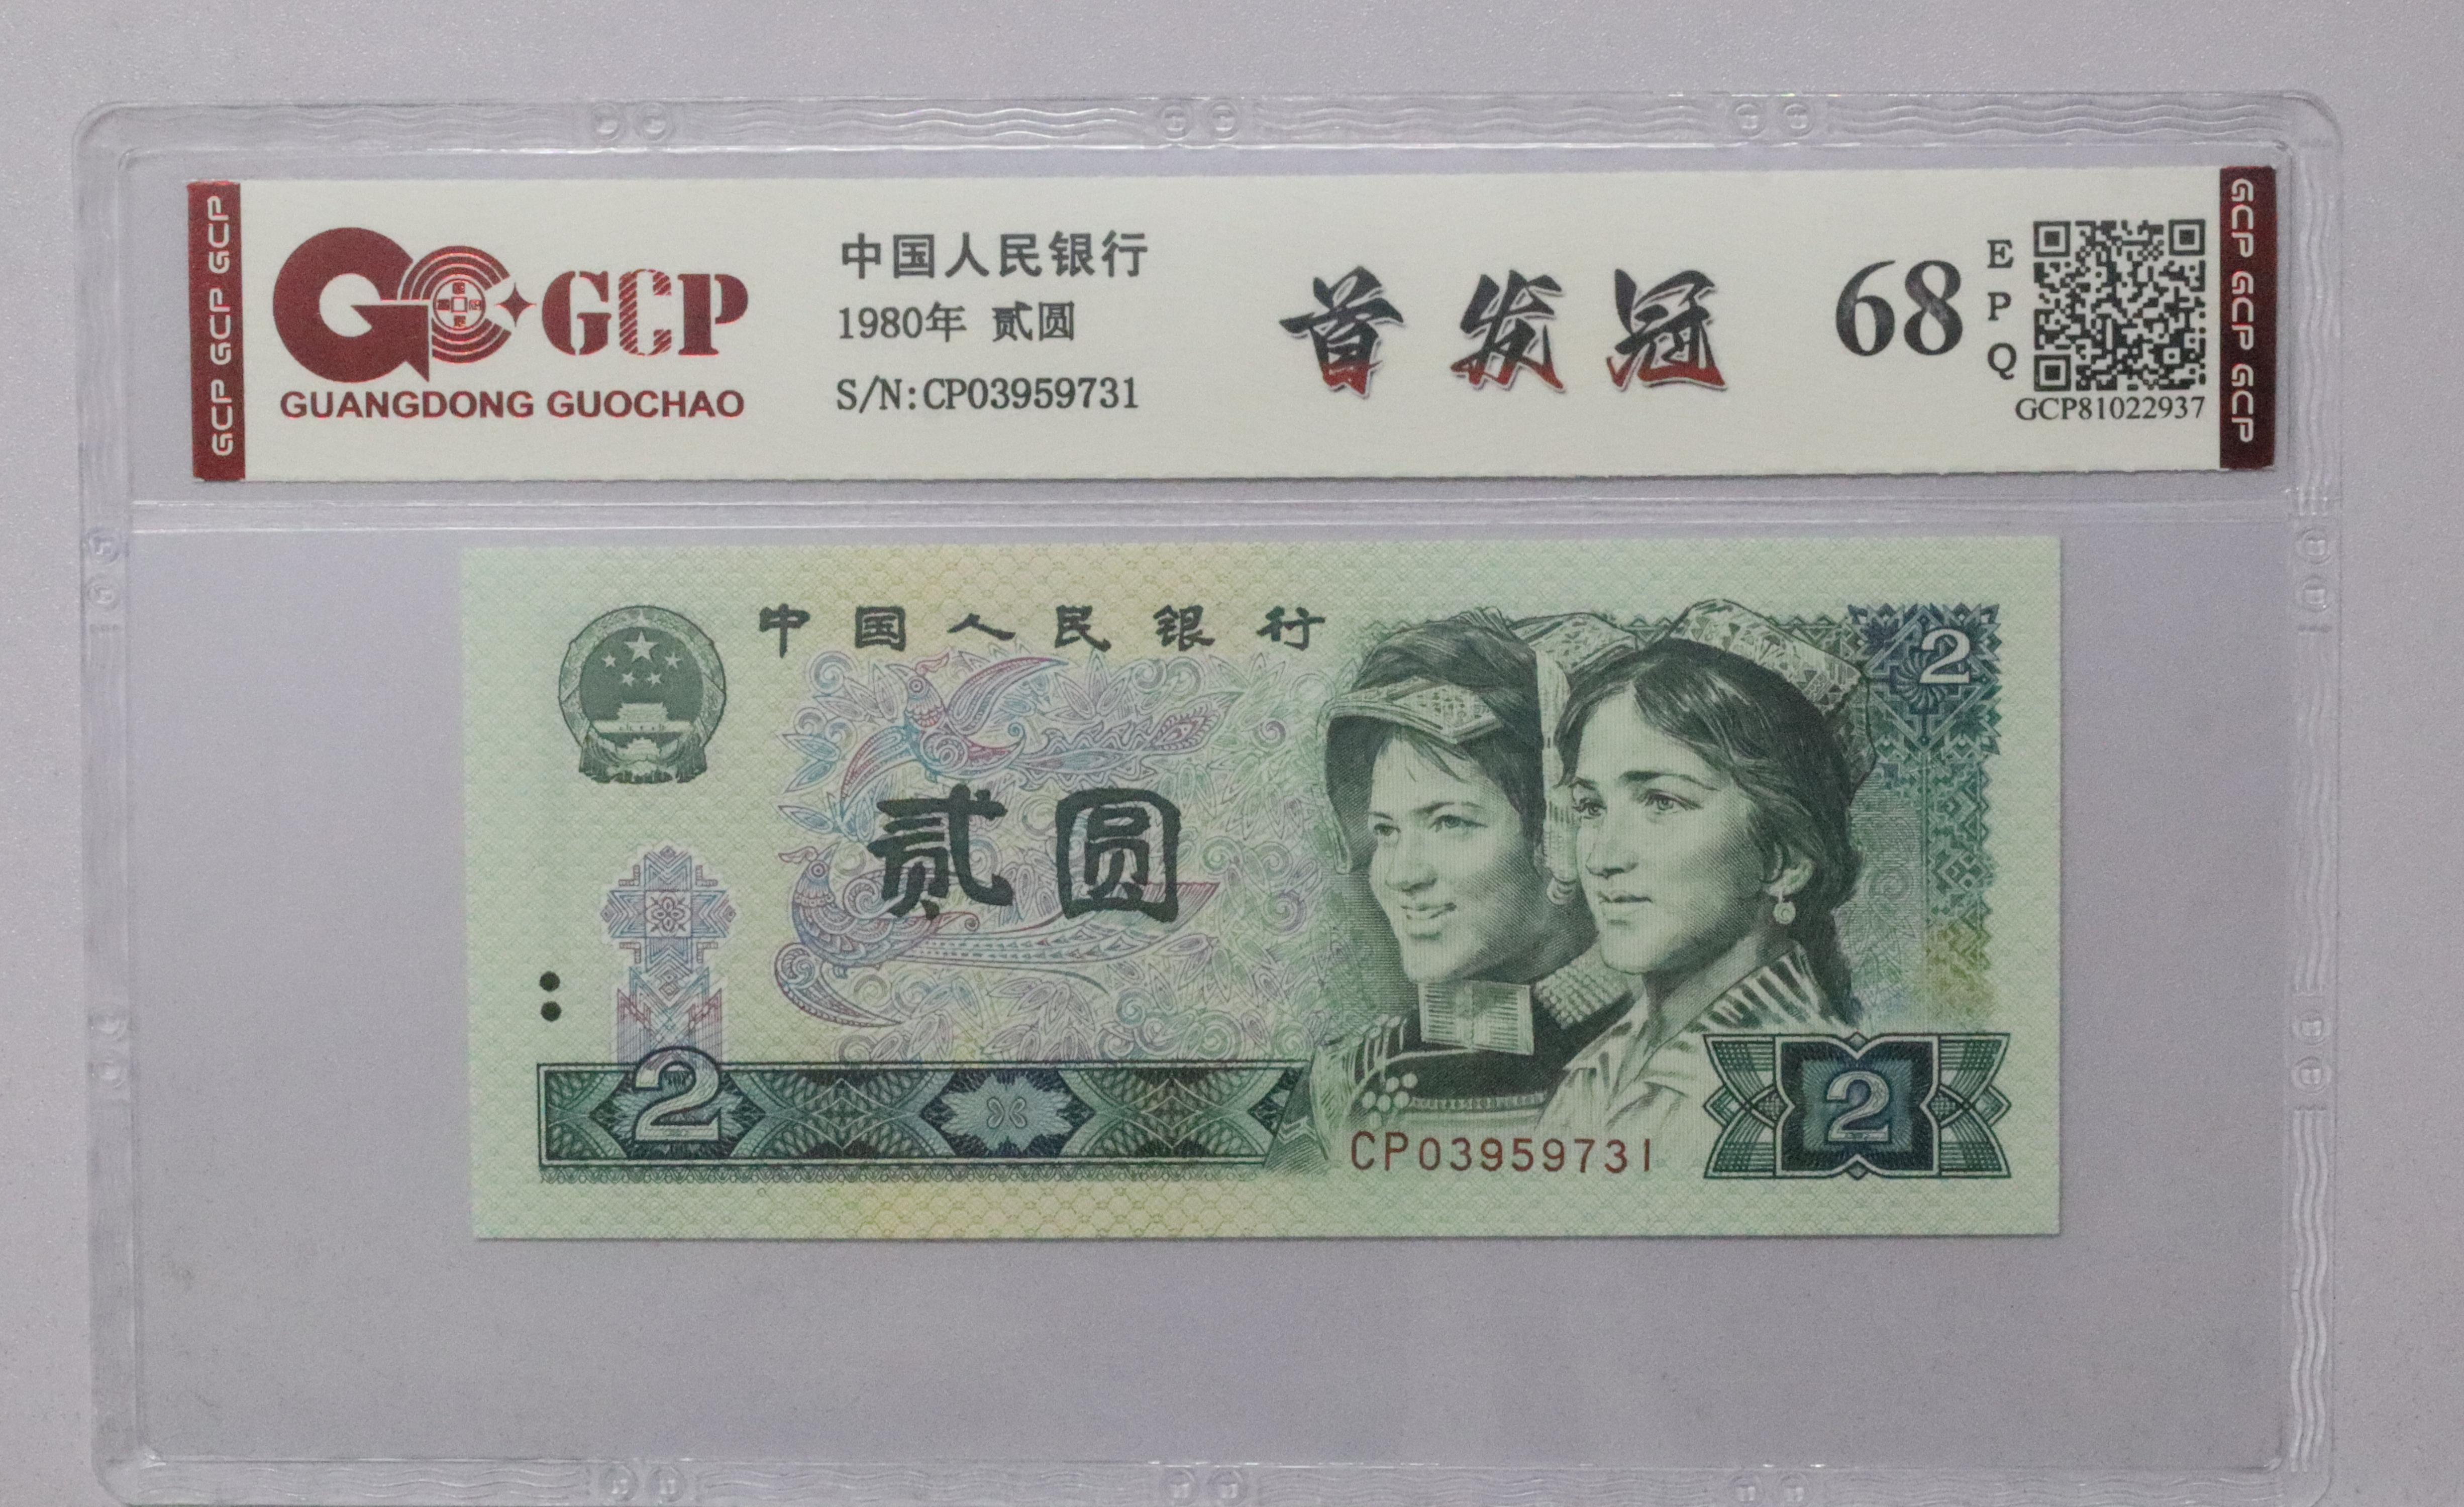 GCP GCP GCP
GCP
GUANGDONG GUOCHAO
中国人民银行
1980年 贰圆
S/N:CP03959731
首发冠
68
EPQ
GCP81022937
GCP GCP GCP
中国人民银行
2
贰圆
2
CP03959731
2